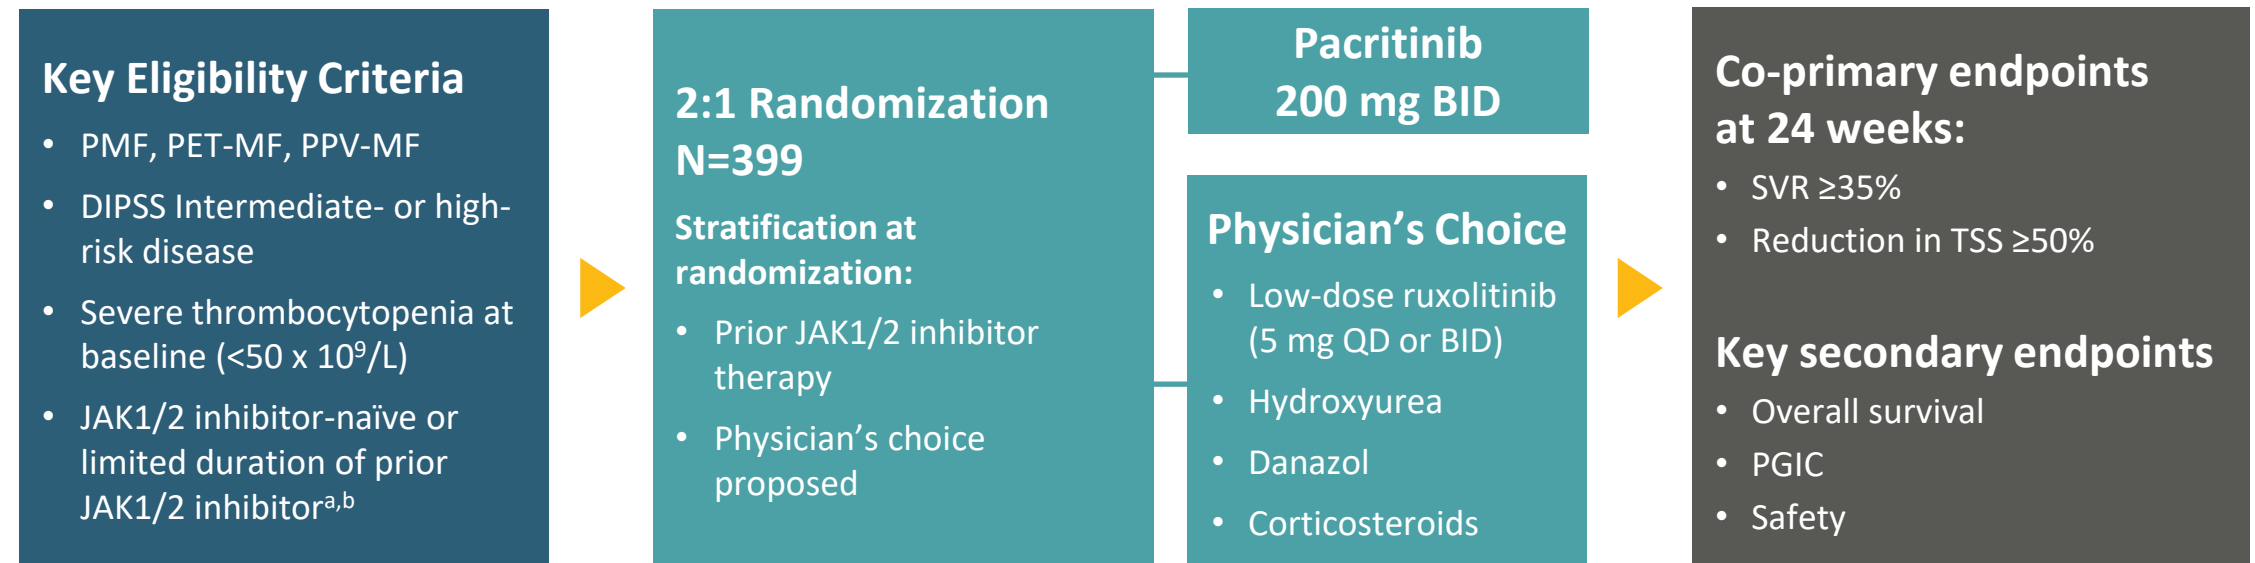 Key Eligibility Criteria
• PMF, PET-MF, PPV-MF
• DIPSS Intermediate- or high-
risk disease
• Severe thrombocytopenia at
baseline (<50 x 10⁹/L)
• JAK1/2 inhibitor-naïve or
limited duration of prior
JAK1/2 inhibitorᵃ,ᵇ
2:1 Randomization
N=399
Stratification at
randomization:
• Prior JAK1/2 inhibitor
therapy
• Physician’s choice
proposed
Pacritinib
200 mg BID
Physician’s Choice
• Low-dose ruxolitinib
(5 mg QD or BID)
• Hydroxyurea
• Danazol
• Corticosteroids
Co-primary endpoints
at 24 weeks:
• SVR ≥35%
• Reduction in TSS ≥50%
Key secondary endpoints
• Overall survival
• PGIC
• Safety